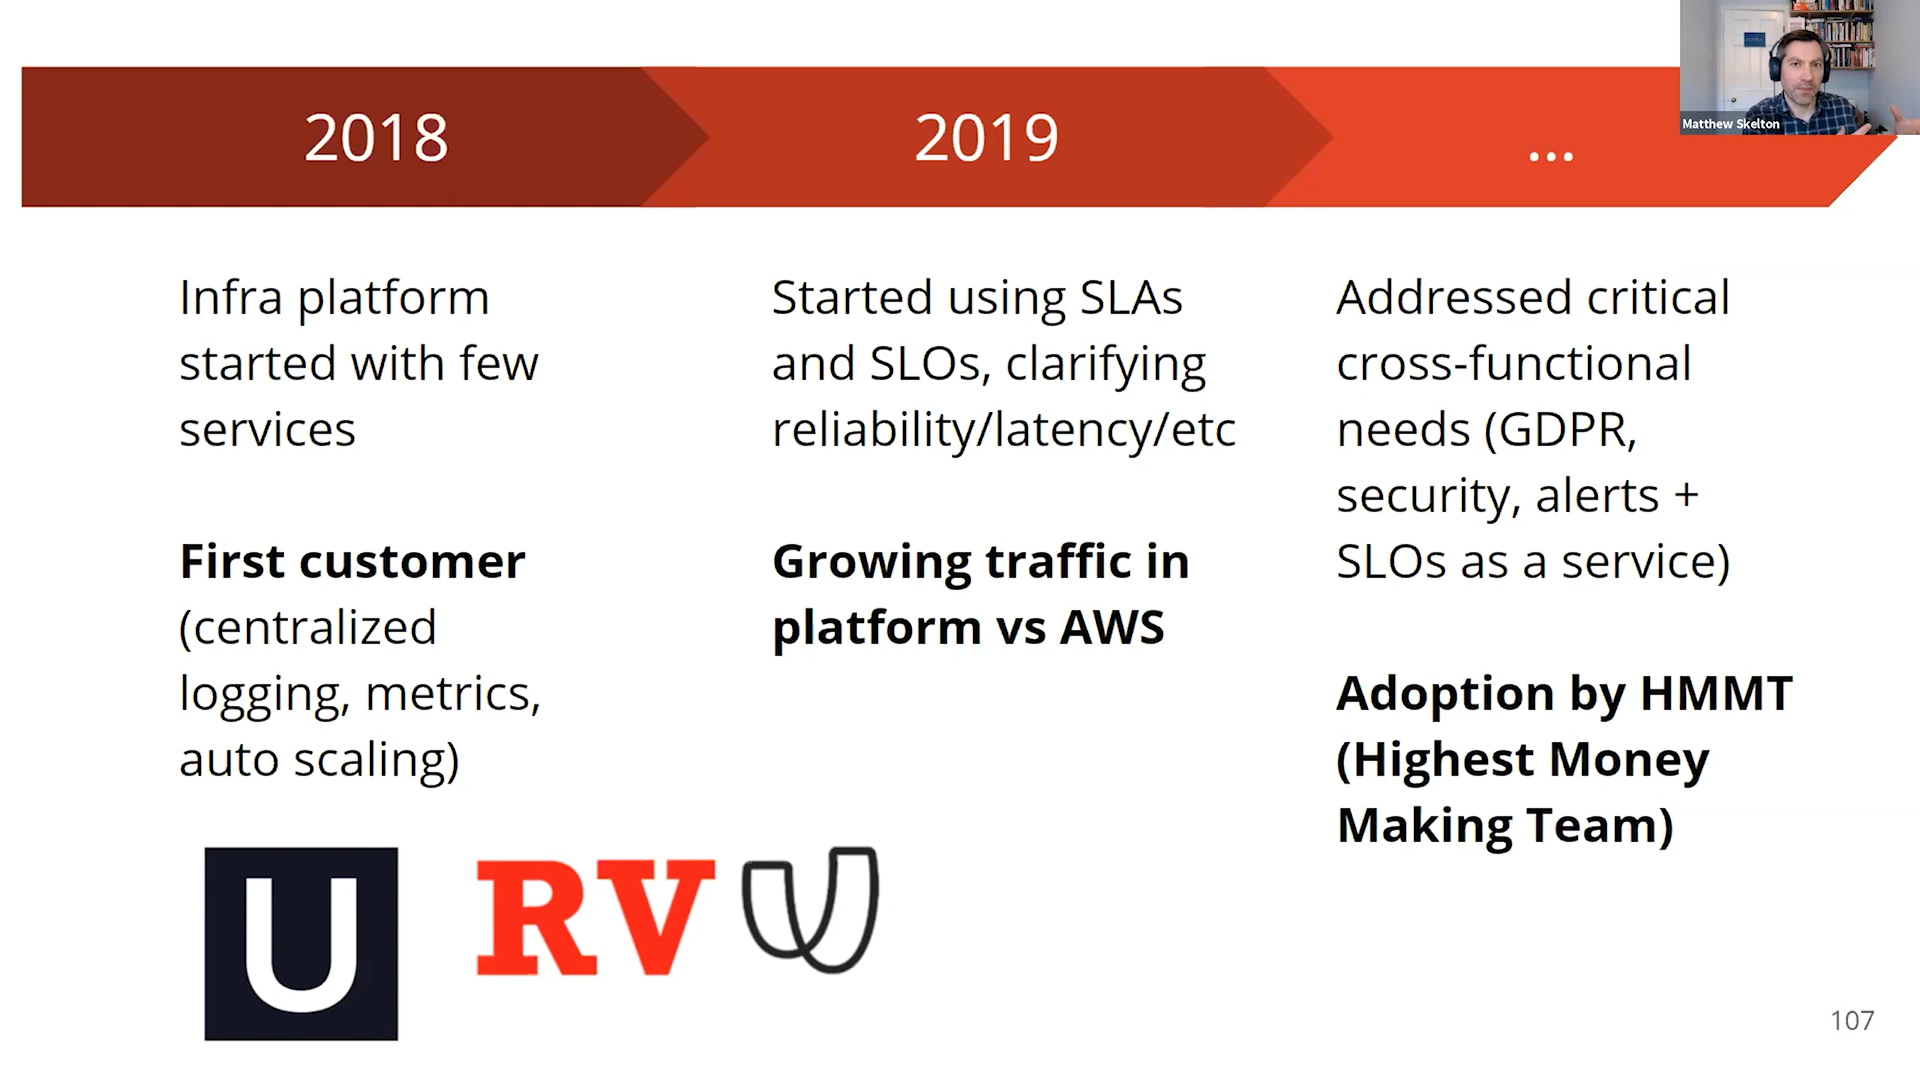 Matthew Skelton
2018
2019
...
Infra platform
started with few
services
First customer
(centralized
logging, metrics,
auto scaling)
Started using SLAs
and SLOs, clarifying
reliability/latency/etc
Growing traffic in
platform vs AWS
Addressed critical
cross-functional
needs (GDPR,
security, alerts +
SLOs as a service)
Adoption by HMMT
(Highest Money
Making Team)
U
RVU
107